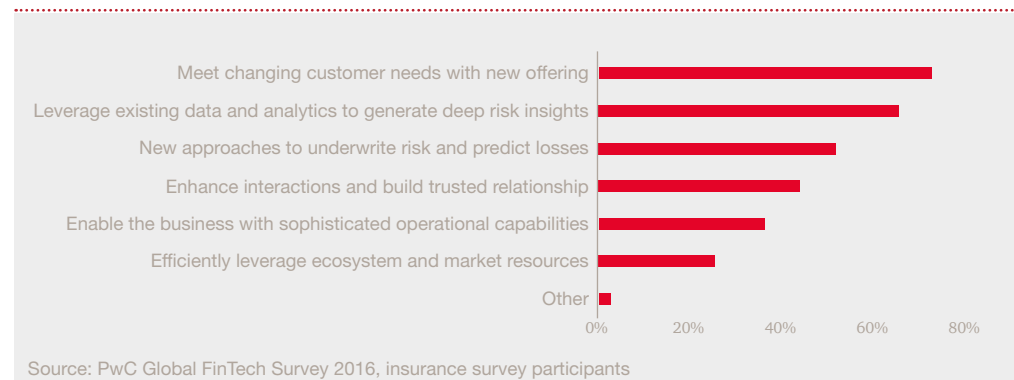 Meet changing customer needs with new offering
Leverage existing data and analytics to generate deep risk insights
New approaches to underwrite risk and predict losses
Enhance interactions and build trusted relationship
Enable the business with sophisticated operational capabilities
Efficiently leverage ecosystem and market resources
Other
0% 20% 40% 60% 80%
Source: PwC Global FinTech Survey 2016, insurance survey participants